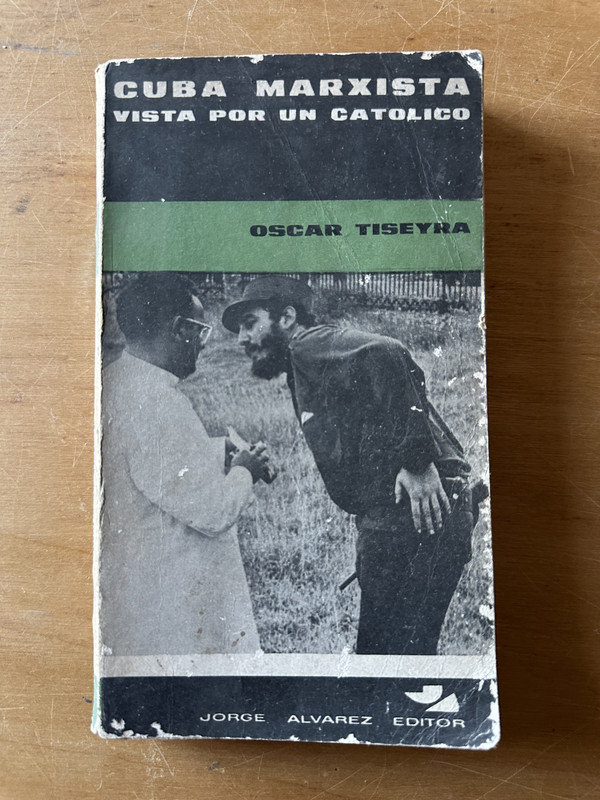 CUBA MARXISTA
VISTA POR UN CATOLICO
OSCAR TISEYRA
JORGE ALVAREZ EDITOR